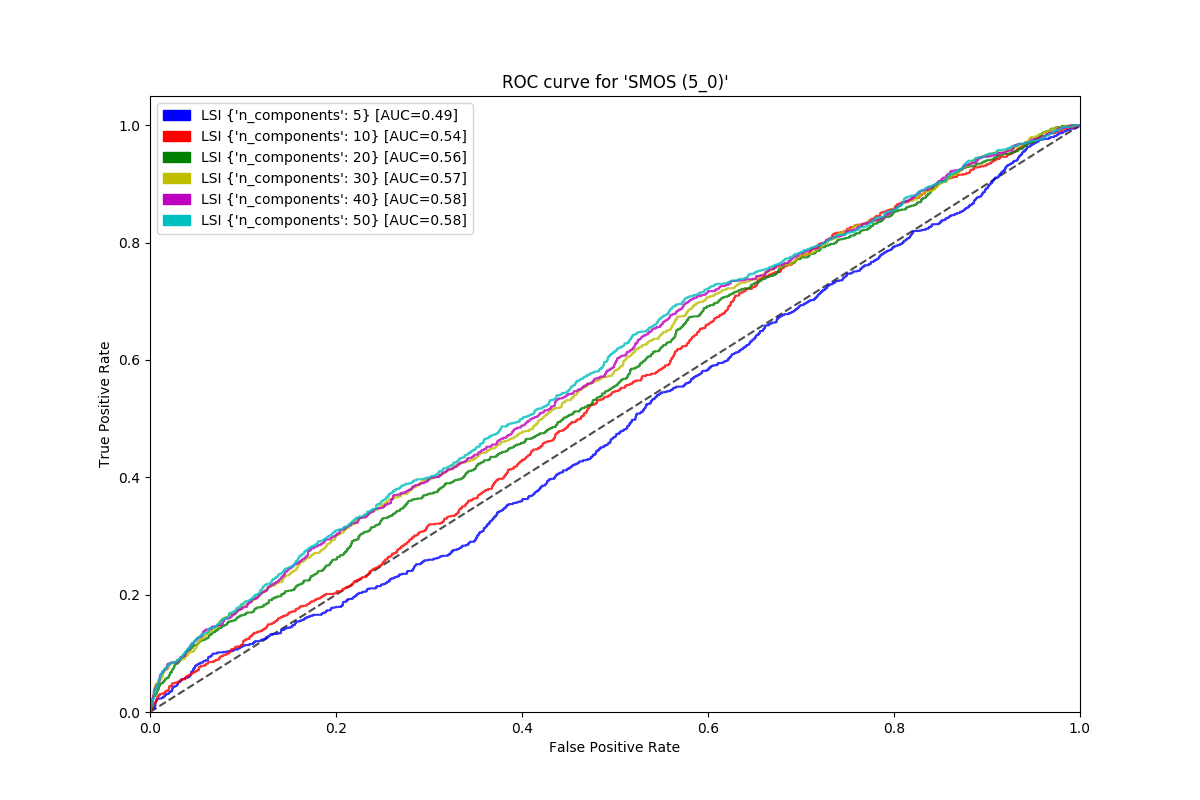 ROC curve for 'SMOS (5_0)'
LSI {'n_components': 5} [AUC=0.49]
LSI {'n_components': 10} [AUC=0.54]
LSI {'n_components': 20} [AUC=0.56]
LSI {'n_components': 30} [AUC=0.57]
LSI {'n_components': 40} [AUC=0.58]
LSI {'n_components': 50} [AUC=0.58]
1.0
0.8
0.6
0.4
0.2
0.0
True Positive Rate
0.0 0.2 0.4 0.6 0.8 1.0
False Positive Rate